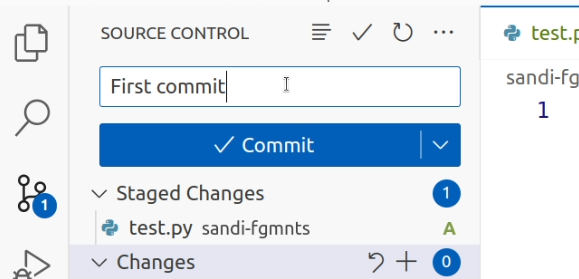 SOURCE CONTROL
test.p
First commit
sandi-fg
Commit
1
Staged Changes 1
1
test.py sandi-fgmnts A
Changes 0